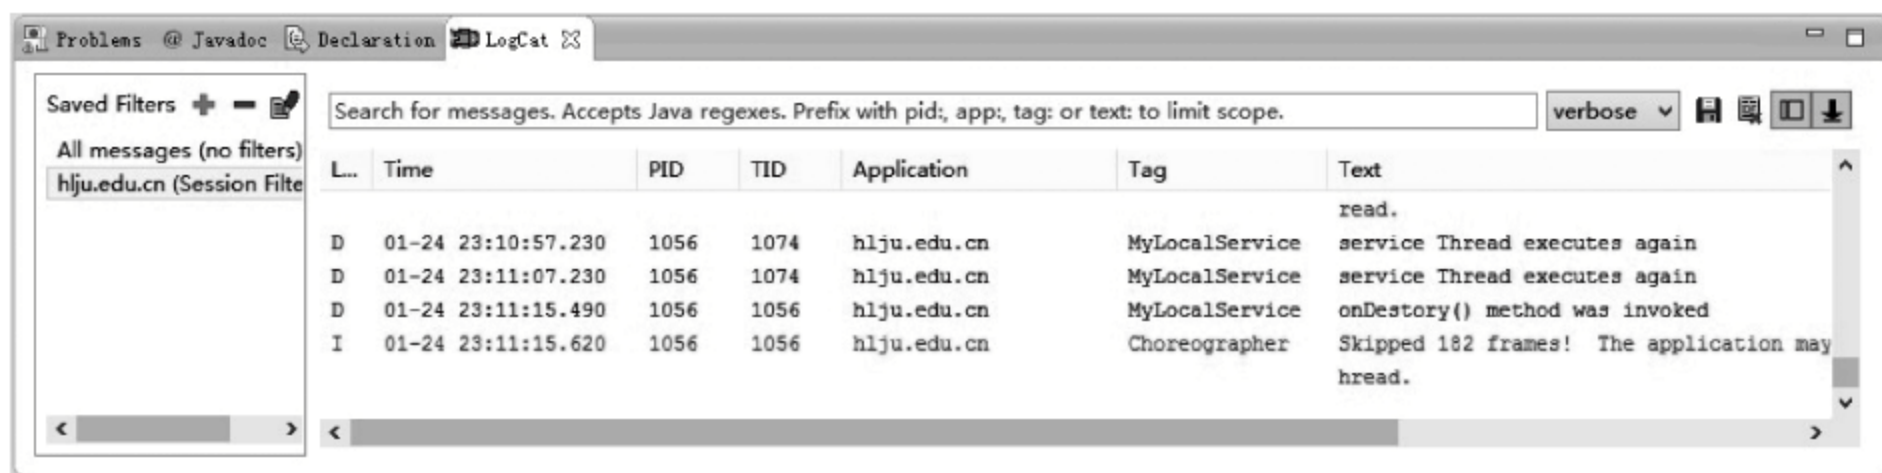 Problems @ Javadoc Declaration LogCat
Saved Filters
All messages (no filters)
hlju.edu.cn (Session Filte
Search for messages. Accepts Java regexes. Prefix with pid:, app:, tag: or text: to limit scope.
verbose
L... Time PID TID Application Tag Text
read.
D 01-24 23:10:57.230 1056 1074 hlju.edu.cn MyLocalService service Thread executes again
D 01-24 23:11:07.230 1056 1074 hlju.edu.cn MyLocalService service Thread executes again
D 01-24 23:11:15.490 1056 1056 hlju.edu.cn MyLocalService onDestory() method was invoked
I 01-24 23:11:15.620 1056 1056 hlju.edu.cn Choreographer Skipped 182 frames! The application may
hread.